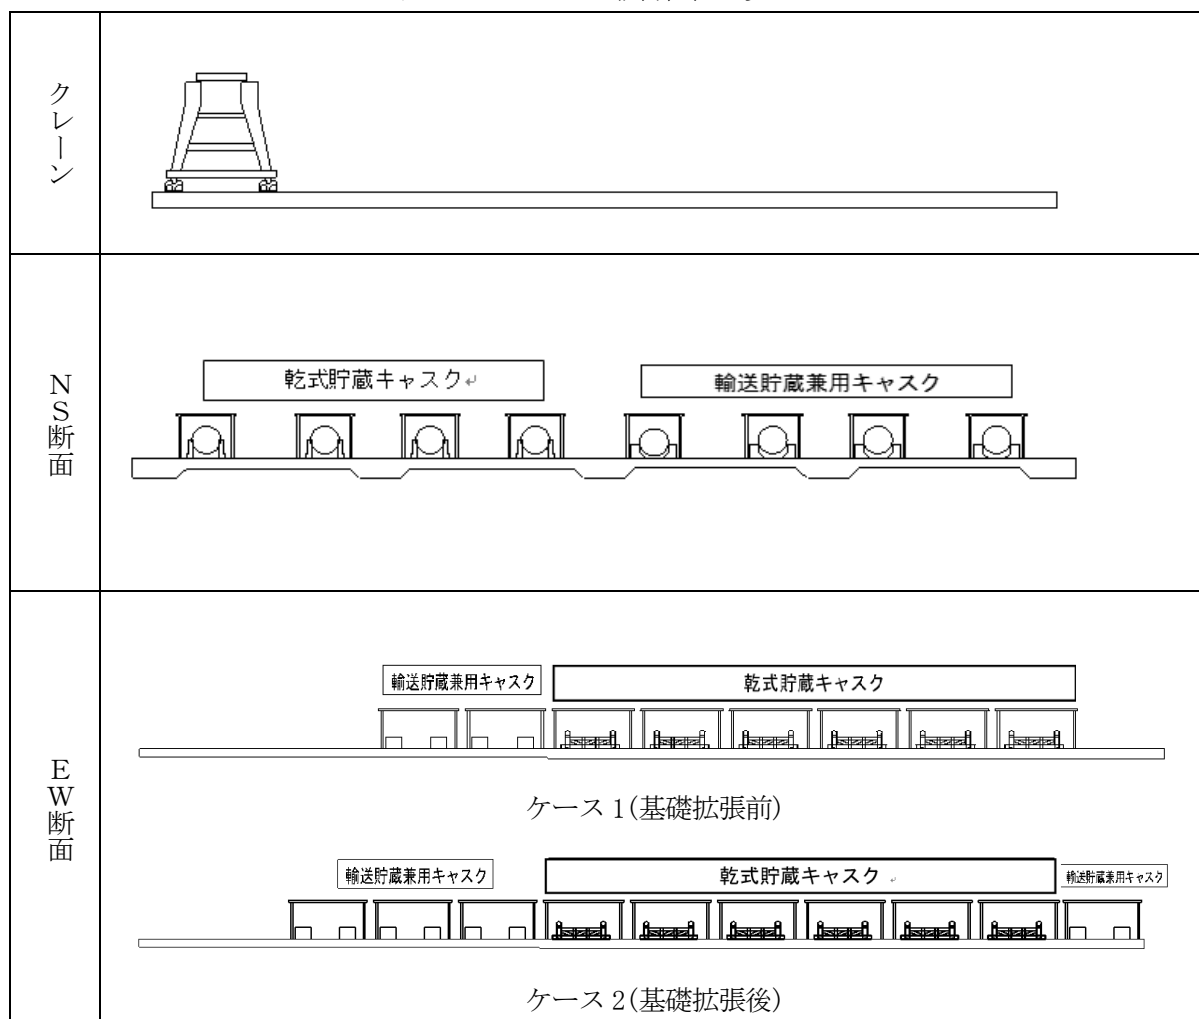 クレーン
NS断面
乾式貯蔵キャスク↵
輸送貯蔵兼用キャスク
EW断面
輸送貯蔵兼用キャスク
乾式貯蔵キャスク
ケース1(基礎拡張前)
輸送貯蔵兼用キャスク
乾式貯蔵キャスク
輸送貯蔵兼用キャスク
ケース2(基礎拡張後)